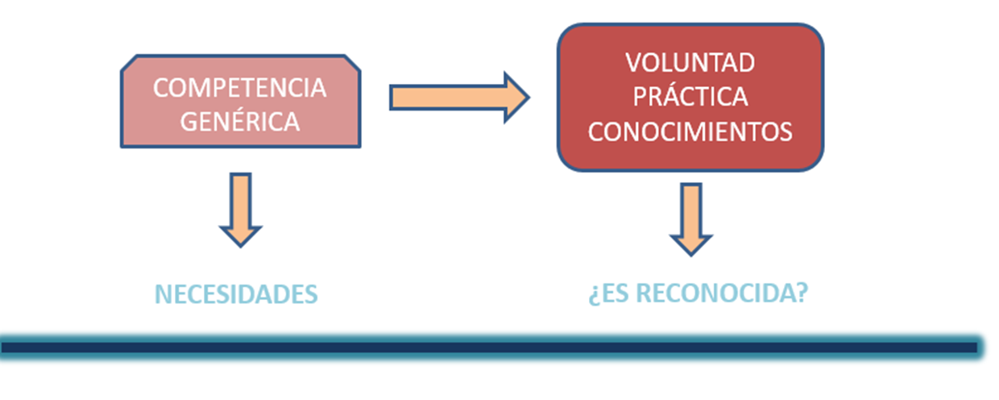 COMPETENCIA
GENÉRICA
VOLUNTAD
PRÁCTICA
CONOCIMIENTOS
NECESIDADES
¿ES RECONOCIDA?